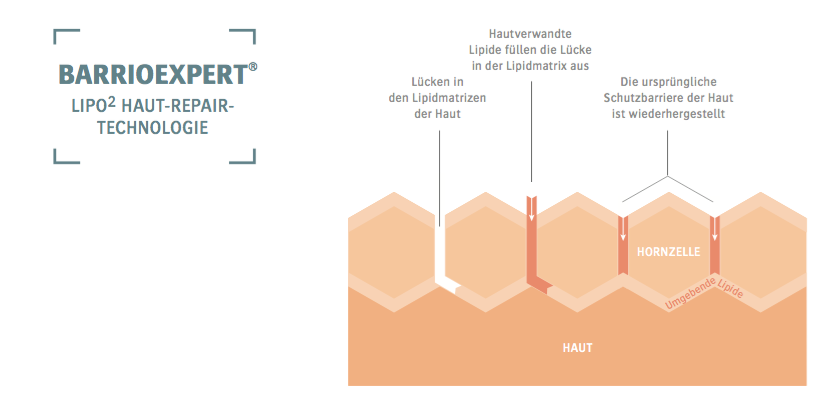 BARRIOEXPERT®
LIPO² HAUT-REPAIR-
TECHNOLOGIE
Lücken in
den Lipidmatrizen
der Haut
Hautverwandte
Lipide füllen die Lücke
in der Lipidmatrix aus
Die ursprüngliche
Schutzbarriere der Haut
ist wiederhergestellt
HORNZELLE
Umgebende Lipide
HAUT